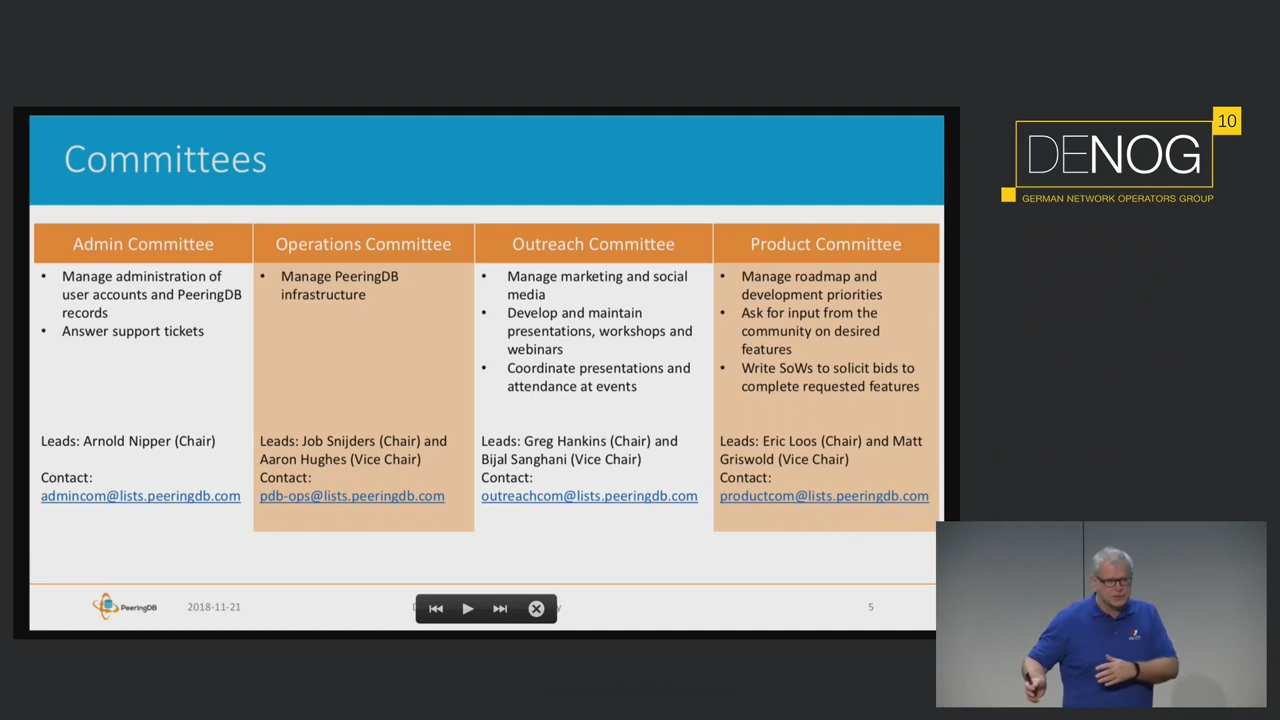 Committees
Admin Committee
• Manage administration of
user accounts and PeeringDB
records
• Answer support tickets
Leads: Arnold Nipper (Chair)
Contact:
admincom@lists.peeringdb.com
Operations Committee
• Manage PeeringDB
infrastructure
Leads: Job Snijders (Chair) and
Aaron Hughes (Vice Chair)
Contact:
pdb-ops@lists.peeringdb.com
Outreach Committee
• Manage marketing and social
media
• Develop and maintain
presentations, workshops and
webinars
• Coordinate presentations and
attendance at events
Leads: Greg Hankins (Chair) and
Bijal Sanghani (Vice Chair)
Contact:
outreachcom@lists.peeringdb.com
Product Committee
• Manage roadmap and
development priorities
• Ask for input from the
community on desired
features
• Write SoWs to solicit bids to
complete requested features
Leads: Eric Loos (Chair) and Matt
Griswold (Vice Chair)
Contact:
productcom@lists.peeringdb.com
PeeringDB
2018-11-21
5
10
DENOG
GERMAN NETWORK OPERATORS GROUP